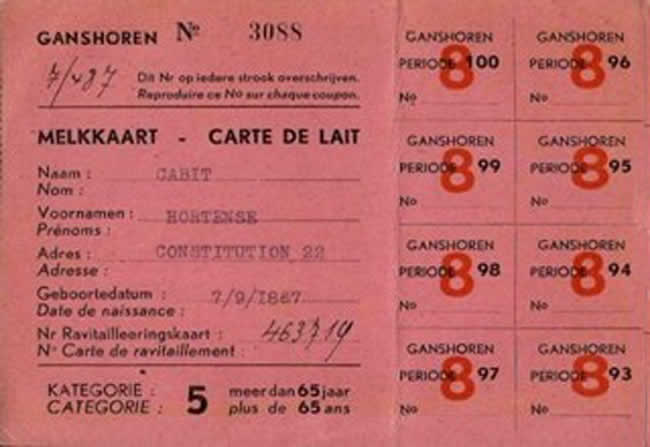 GANSHOREN No 3088
7/487
Dit Nr op iedere strook overschrijven.
Reproduire ce No sur chaque coupon.
MELKKAART - CARTE DE LAIT
Naam : CABIT
Nom :
Voornamen : HORTENSE
Prénoms :
Adres : CONSTITUTION 22
Adresse :
Geboortedatum : 7/9/1867
Date de naissance :
Nr Ravitailleeringskaart : 463719
No Carte de ravitaillement :
KATEGORIE : 5 meer dan 65 jaar
CATEGORIE : plus de 65 ans
GANSHOREN
PERIODE 100
8
No
GANSHOREN
PERIODE 96
8
No
GANSHOREN
PERIODE 99
8
No
GANSHOREN
PERIODE 95
8
No
GANSHOREN
PERIODE 98
8
No
GANSHOREN
PERIODE 94
8
No
GANSHOREN
PERIODE 97
8
No
GANSHOREN
PERIODE 93
8
No